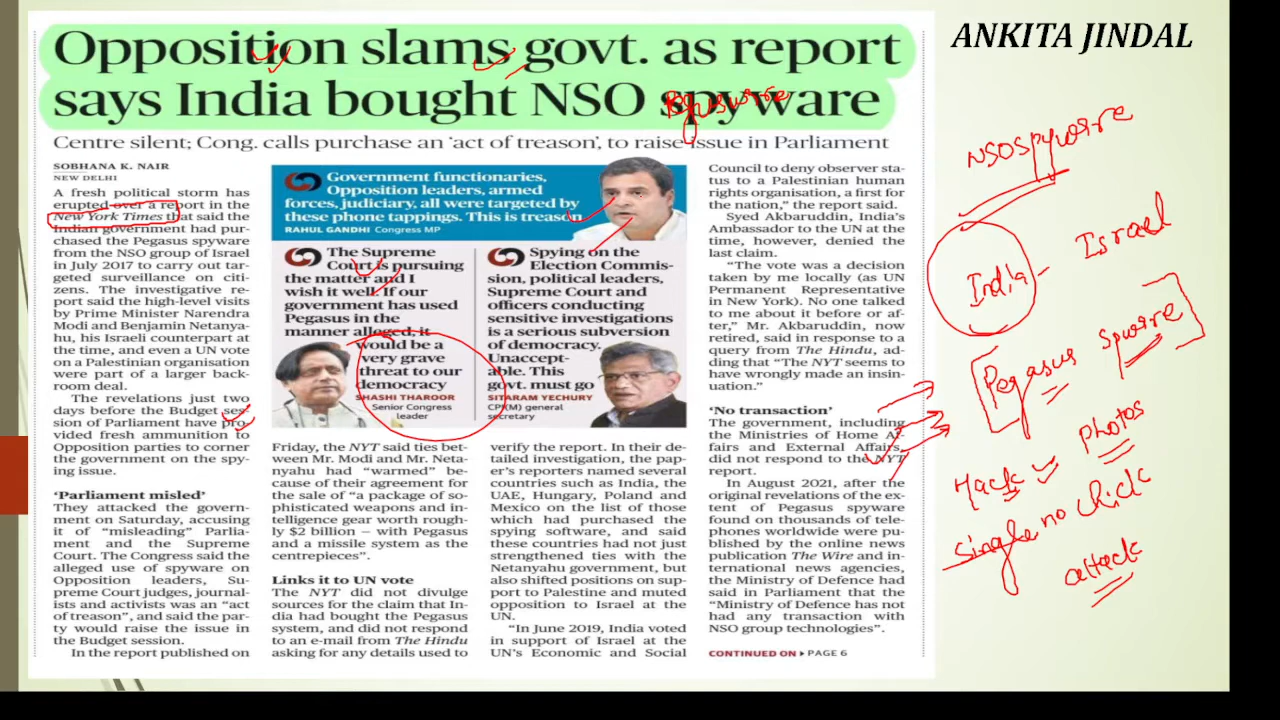 ANKITA JINDAL
Opposition slams govt. as report
says India bought NSO spyware
Centre silent; Cong. calls purchase an ‘act of treason’, to raise issue in Parliament
SOBHANA K. NAIR
NEW DELHI
A fresh political storm has
erupted over a report in the
New York Times that said the
Indian government had pur-
chased the Pegasus spyware
from the NSO group of Israel
in July 2017 to carry out tar-
geted surveillance on citi-
zens. The investigative re-
port said the high-level visits
by Prime Minister Narendra
Modi and Benjamin Netanya-
hu, his Israeli counterpart at
the time, and even a UN vote
on a Palestinian organisation
were part of a larger back-
room deal.
The revelations just two
days before the Budget ses-
sion of Parliament have pro-
vided fresh ammunition to
Opposition parties to corner
the government on the spy-
ing issue.
‘Parliament misled’
They attacked the govern-
ment on Saturday, accusing
it of “misleading” Parlia-
ment and the Supreme
Court. The Congress said the
alleged use of spyware on
Opposition leaders, Su-
preme Court judges, journal-
ists and activists was an “act
of treason”, and said the par-
ty would raise the issue in
the Budget session.
In the report published on
Government functionaries,
Opposition leaders, armed
forces, judiciary, all were targeted by
these phone tappings. This is treason
RAHUL GANDHI Congress MP
The Supreme
Court is pursuing
the matter and I
wish it well. If our
government has used
Pegasus in the
manner alleged, it
would be a
very grave
threat to our
democracy
SHASHI THAROOR
Senior Congress
leader
Spying on the
Election Commis-
sion, political leaders,
Supreme Court and
officers conducting
sensitive investigations
is a serious subversion
of democracy.
Unaccept-
able. This
govt. must go
SITARAM YECHURY
CP(M) general
secretary
Friday, the NYT said ties bet-
ween Mr. Modi and Mr. Neta-
nyahu had “warmed” be-
cause of their agreement for
the sale of “a package of so-
phisticated weapons and in-
telligence gear worth rough-
ly $2 billion – with Pegasus
and a missile system as the
centrepieces”.
Links it to UN vote
The NYT did not divulge
sources for the claim that In-
dia had bought the Pegasus
system, and did not respond
to an e-mail from The Hindu
asking for any details used to
verify the report. In their de-
tailed investigation, the pap-
er’s reporters named several
countries such as India, the
UAE, Hungary, Poland and
Mexico on the list of those
which had purchased the
spying software, and said
these countries had not just
strengthened ties with the
Netanyahu government, but
also shifted positions on sup-
port to Palestine and muted
opposition to Israel at the
UN.
“In June 2019, India voted
in support of Israel at the
UN’s Economic and Social
Council to deny observer sta-
tus to a Palestinian human
rights organisation, a first for
the nation,” the report said.
Syed Akbaruddin, India’s
Ambassador to the UN at the
time, however, denied the
last claim.
“The vote was a decision
taken by me locally (as UN
Permanent Representative
in New York). No one talked
to me about it before or af-
ter,” Mr. Akbaruddin, now
retired, said in response to a
query from The Hindu, ad-
ding that “The NYT seems to
have wrongly made an insin-
uation.”
‘No transaction’
The government, including
the Ministries of Home Af-
fairs and External Affairs,
did not respond to the NYT
report.
In August 2021, after the
original revelations of the ex-
tent of Pegasus spyware
found on thousands of tele-
phones worldwide were pu-
blished by the online news
publication The Wire and in-
ternational news agencies,
the Ministry of Defence had
said in Parliament that the
“Ministry of Defence has not
had any transaction with
NSO group technologies”.
CONTINUED ON ▸ PAGE 6
India - Israel
Pegasus
Hack photos
single no click
attack